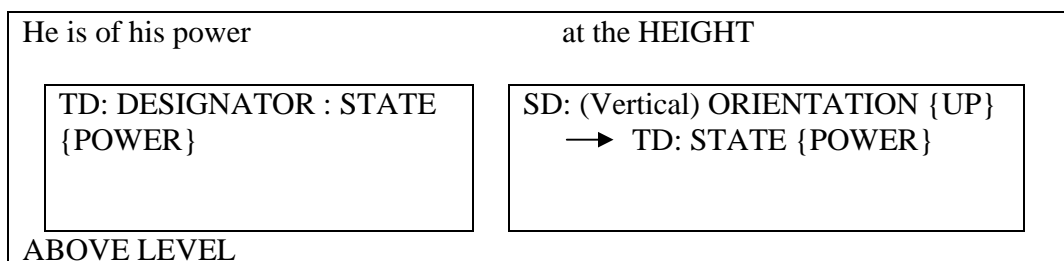 He is of his power at the HEIGHT
TD: DESIGNATOR : STATE
{POWER}
SD: (Vertical) ORIENTATION {UP}
→ TD: STATE {POWER}
ABOVE LEVEL